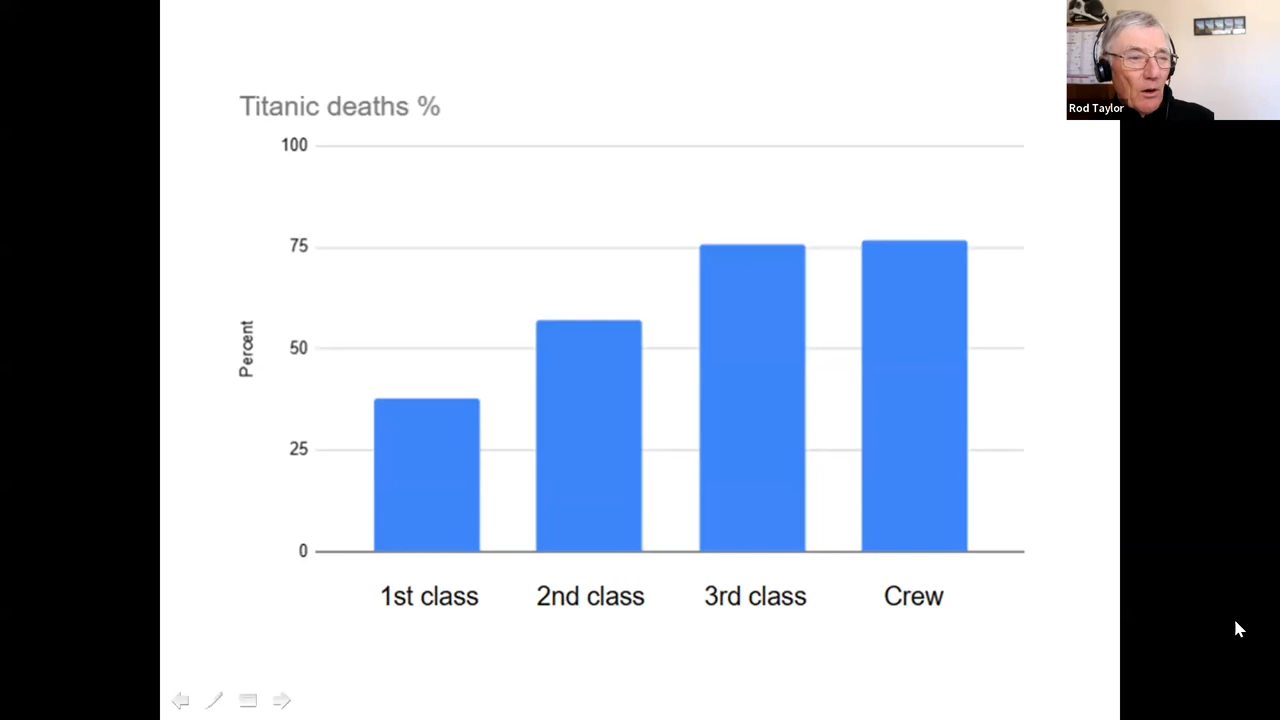 Rod Taylor
Titanic deaths %
100
75
50
25
0
Percent
1st class 2nd class 3rd class Crew